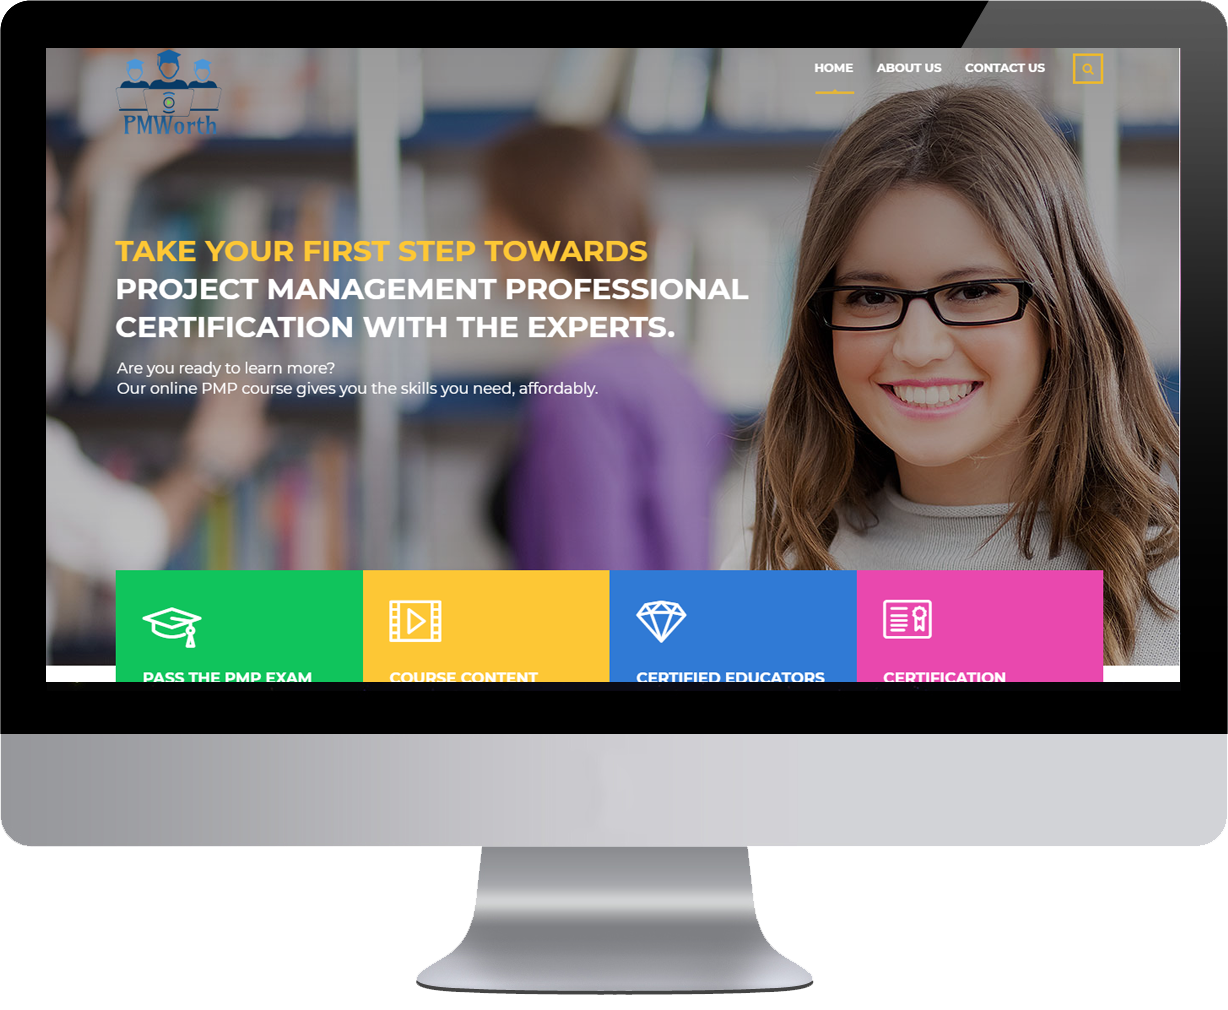 PMWorth
HOME ABOUT US CONTACT US
TAKE YOUR FIRST STEP TOWARDS
PROJECT MANAGEMENT PROFESSIONAL
CERTIFICATION WITH THE EXPERTS.
Are you ready to learn more?
Our online PMP course gives you the skills you need, affordably.
PASS THE PMP EXAM
COURSE CONTENT
CERTIFIED EDUCATORS
CERTIFICATION